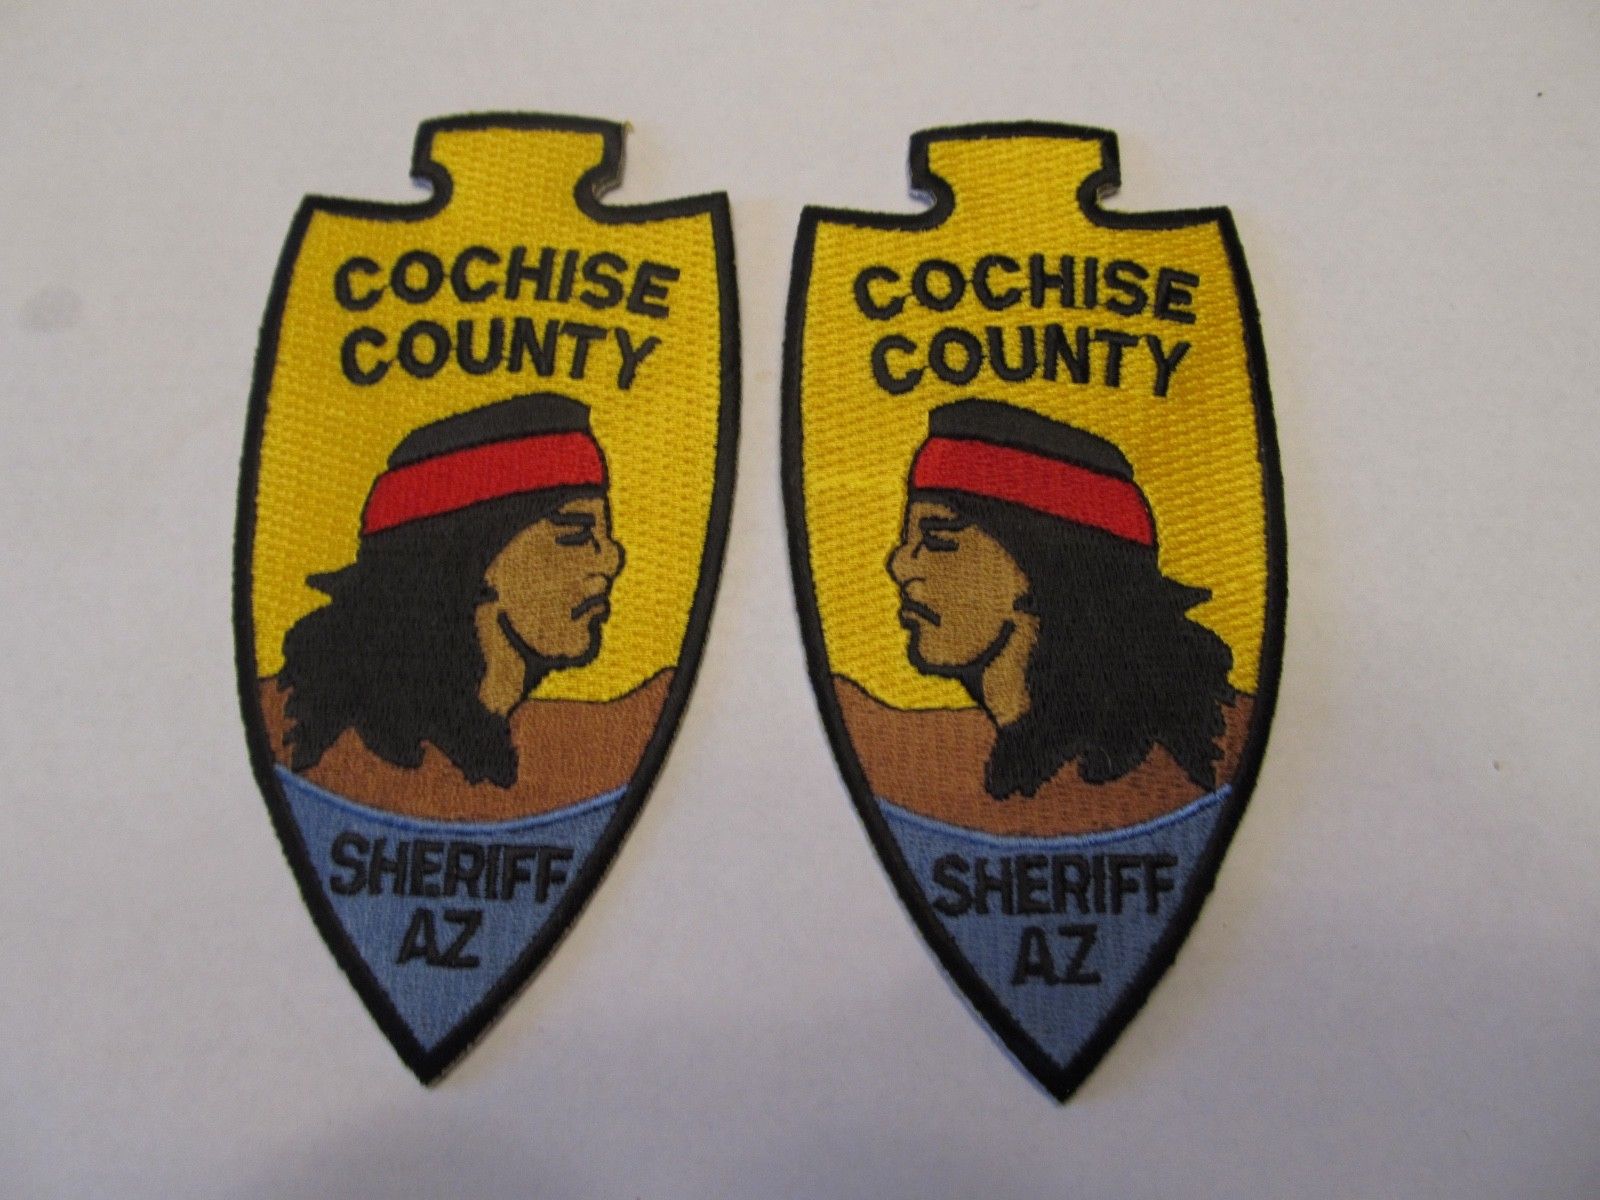 COCHISE
COUNTY
SHERIFF
AZ
COCHISE
COUNTY
SHERIFF
AZ